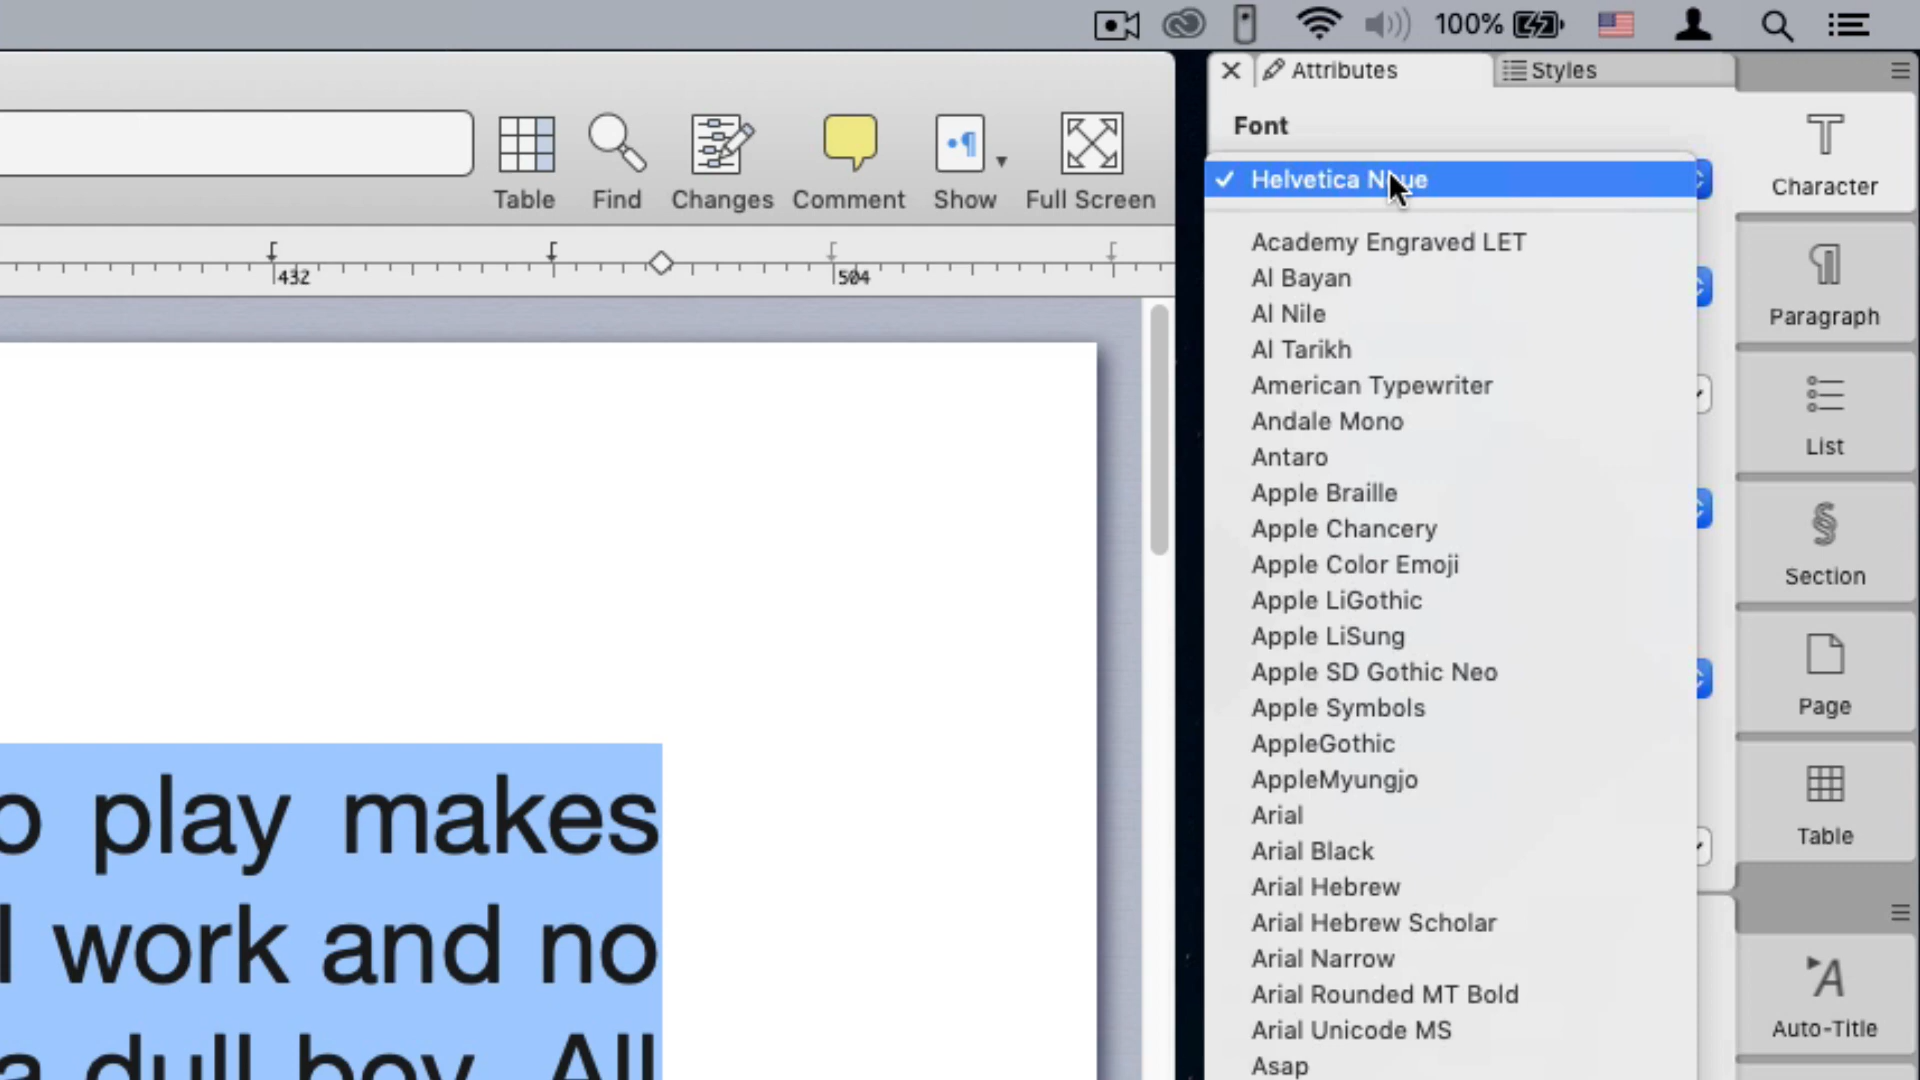 100%
Attributes
Styles
Font
Table
Find
Changes
Comment
Show
Full Screen
432
504
Helvetica Neue
Academy Engraved LET
Al Bayan
Al Nile
Al Tarikh
American Typewriter
Andale Mono
Antaro
Apple Braille
Apple Chancery
Apple Color Emoji
Apple LiGothic
Apple LiSung
Apple SD Gothic Neo
Apple Symbols
AppleGothic
AppleMyungjo
Arial
Arial Black
Arial Hebrew
Arial Hebrew Scholar
Arial Narrow
Arial Rounded MT Bold
Arial Unicode MS
Asap
Character
Paragraph
List
Section
Page
Table
Auto-Title
o play makes
l work and no
a dull boy. All